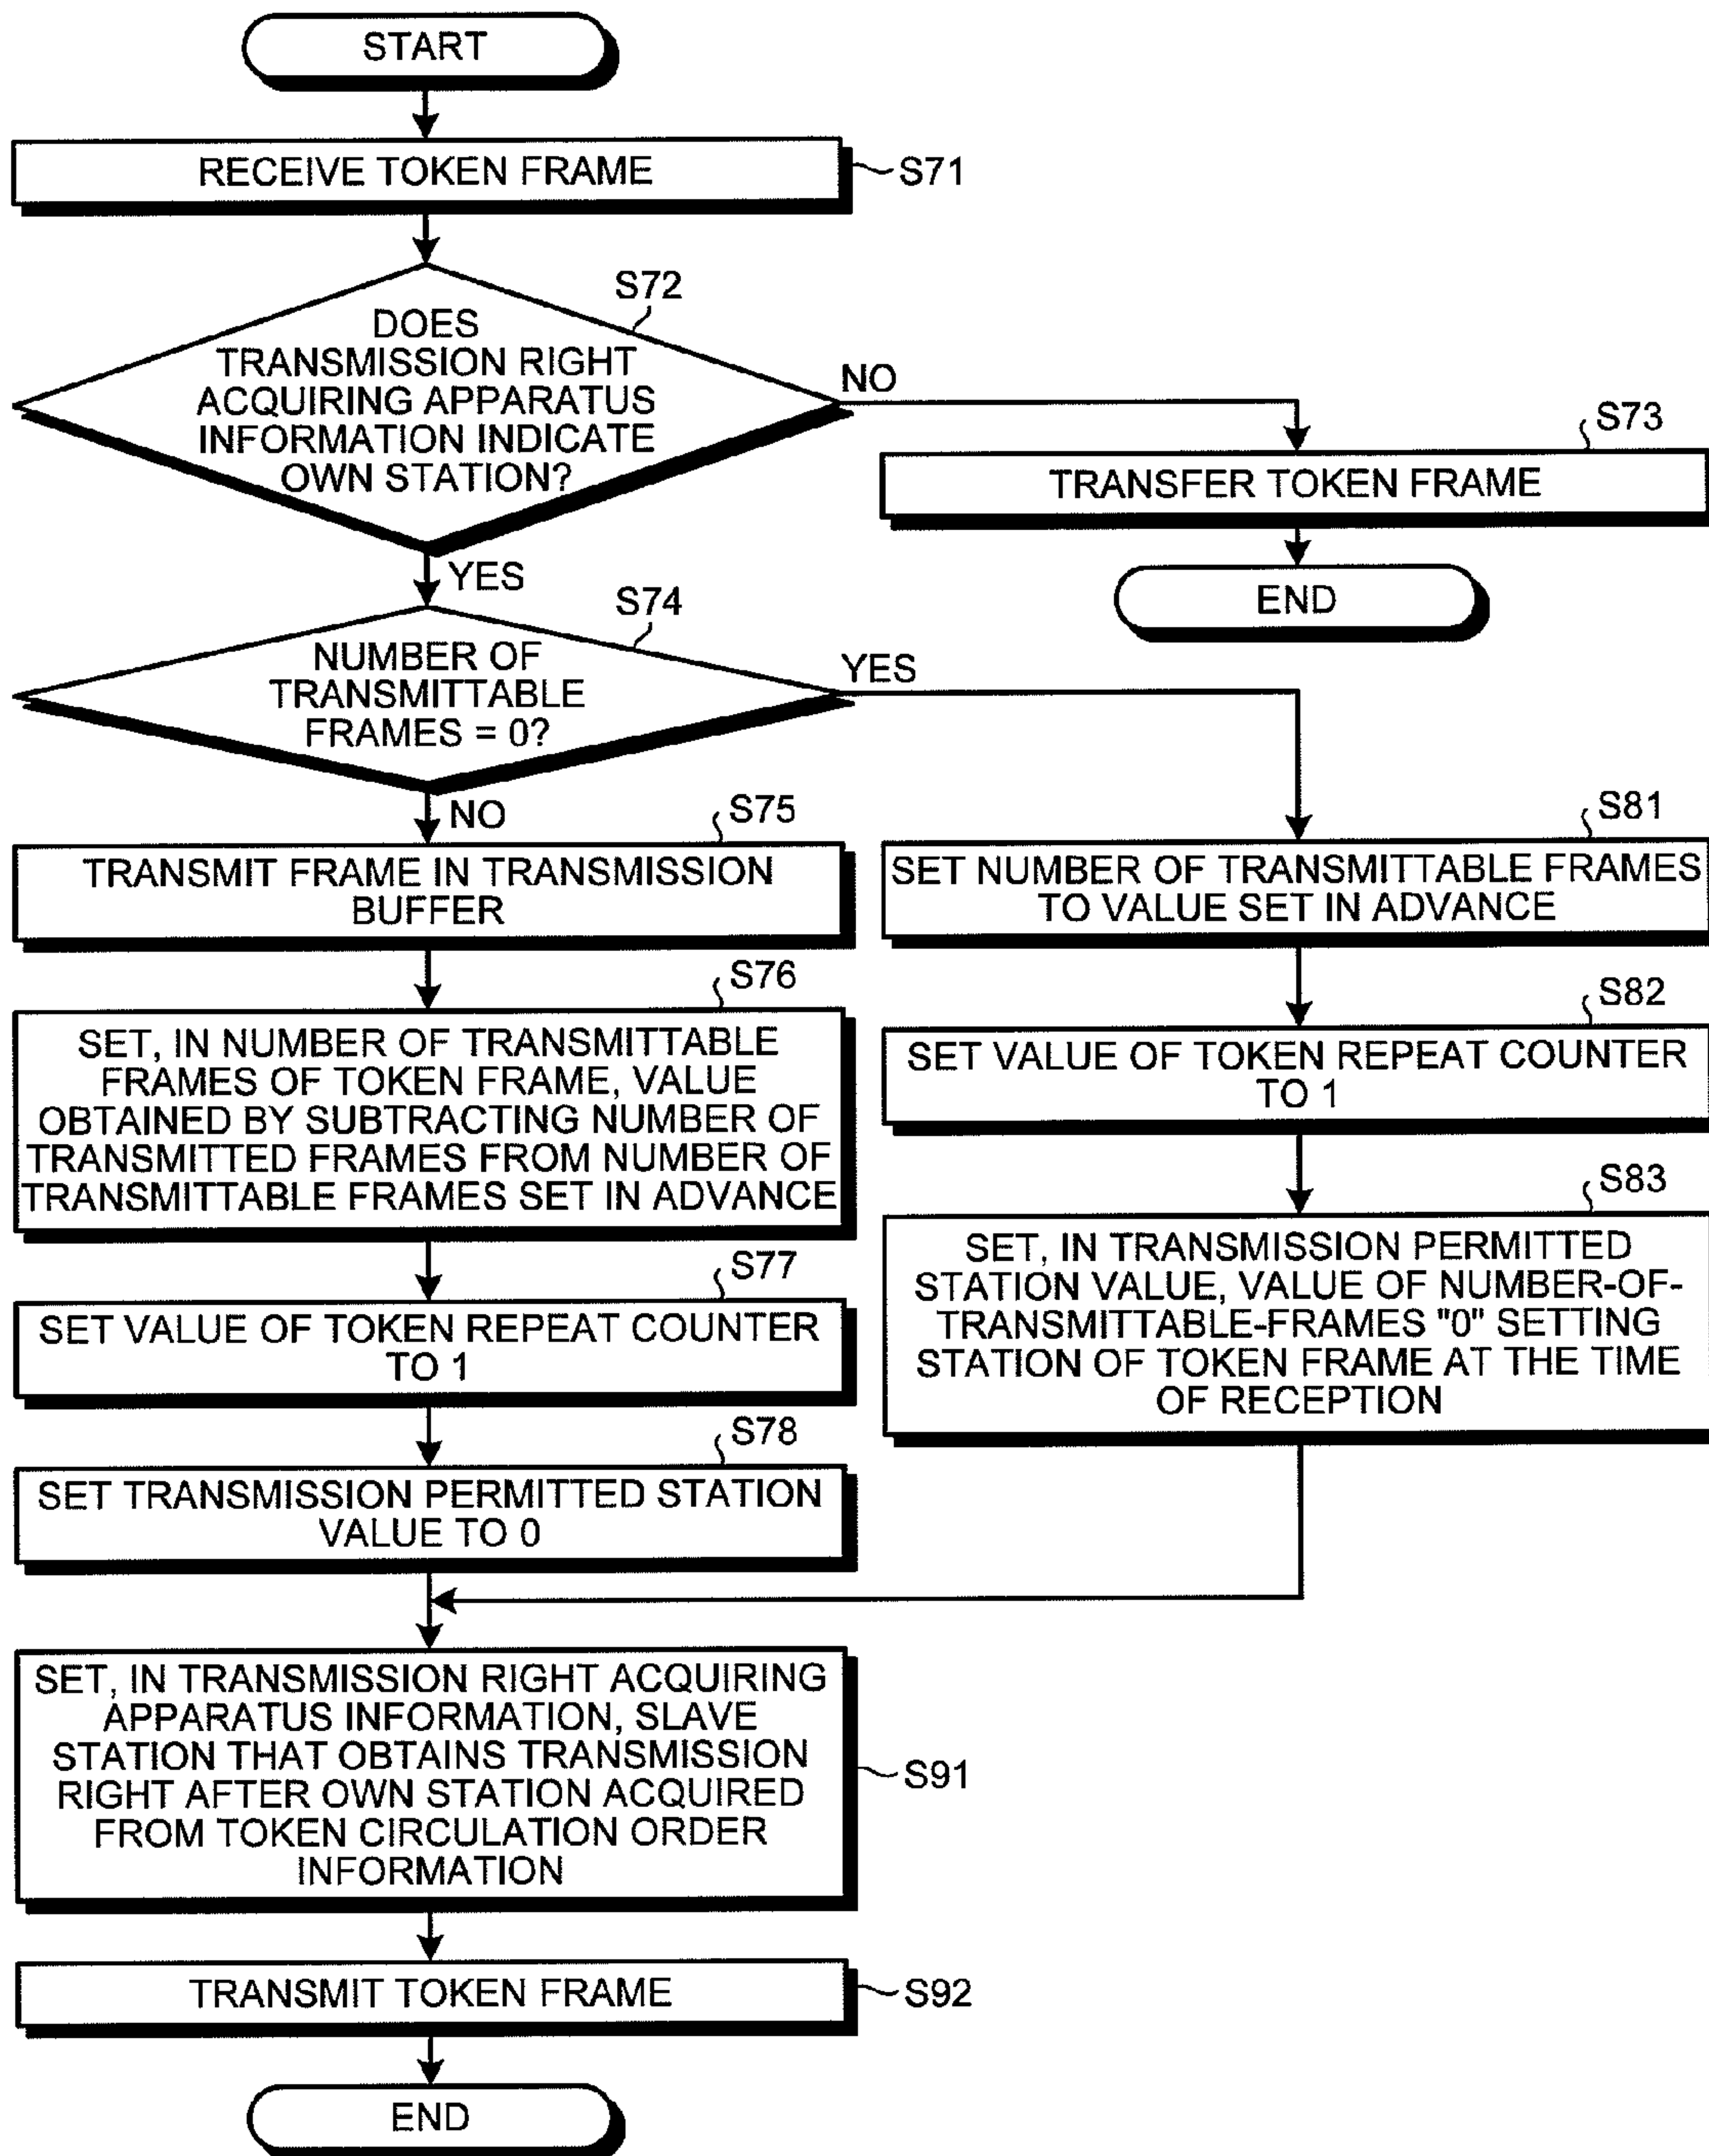 START
RECEIVE TOKEN FRAME
S71
S72
DOES
TRANSMISSION RIGHT
ACQUIRING APPARATUS
INFORMATION INDICATE
OWN STATION?
NO
S73
TRANSFER TOKEN FRAME
END
YES
S74
NUMBER OF
TRANSMITTABLE
FRAMES = 0?
YES
NO
S75
TRANSMIT FRAME IN TRANSMISSION
BUFFER
S76
SET, IN NUMBER OF TRANSMITTABLE
FRAMES OF TOKEN FRAME, VALUE
OBTAINED BY SUBTRACTING NUMBER OF
TRANSMITTED FRAMES FROM NUMBER OF
TRANSMITTABLE FRAMES SET IN ADVANCE
S77
SET VALUE OF TOKEN REPEAT COUNTER
TO 1
S78
SET TRANSMISSION PERMITTED STATION
VALUE TO 0
S81
SET NUMBER OF TRANSMITTABLE FRAMES
TO VALUE SET IN ADVANCE
S82
SET VALUE OF TOKEN REPEAT COUNTER
TO 1
S83
SET, IN TRANSMISSION PERMITTED
STATION VALUE, VALUE OF NUMBER-OF-
TRANSMITTABLE-FRAMES "0" SETTING
STATION OF TOKEN FRAME AT THE TIME
OF RECEPTION
SET, IN TRANSMISSION RIGHT ACQUIRING
APPARATUS INFORMATION, SLAVE
STATION THAT OBTAINS TRANSMISSION
RIGHT AFTER OWN STATION ACQUIRED
FROM TOKEN CIRCULATION ORDER
INFORMATION
S91
TRANSMIT TOKEN FRAME
S92
END